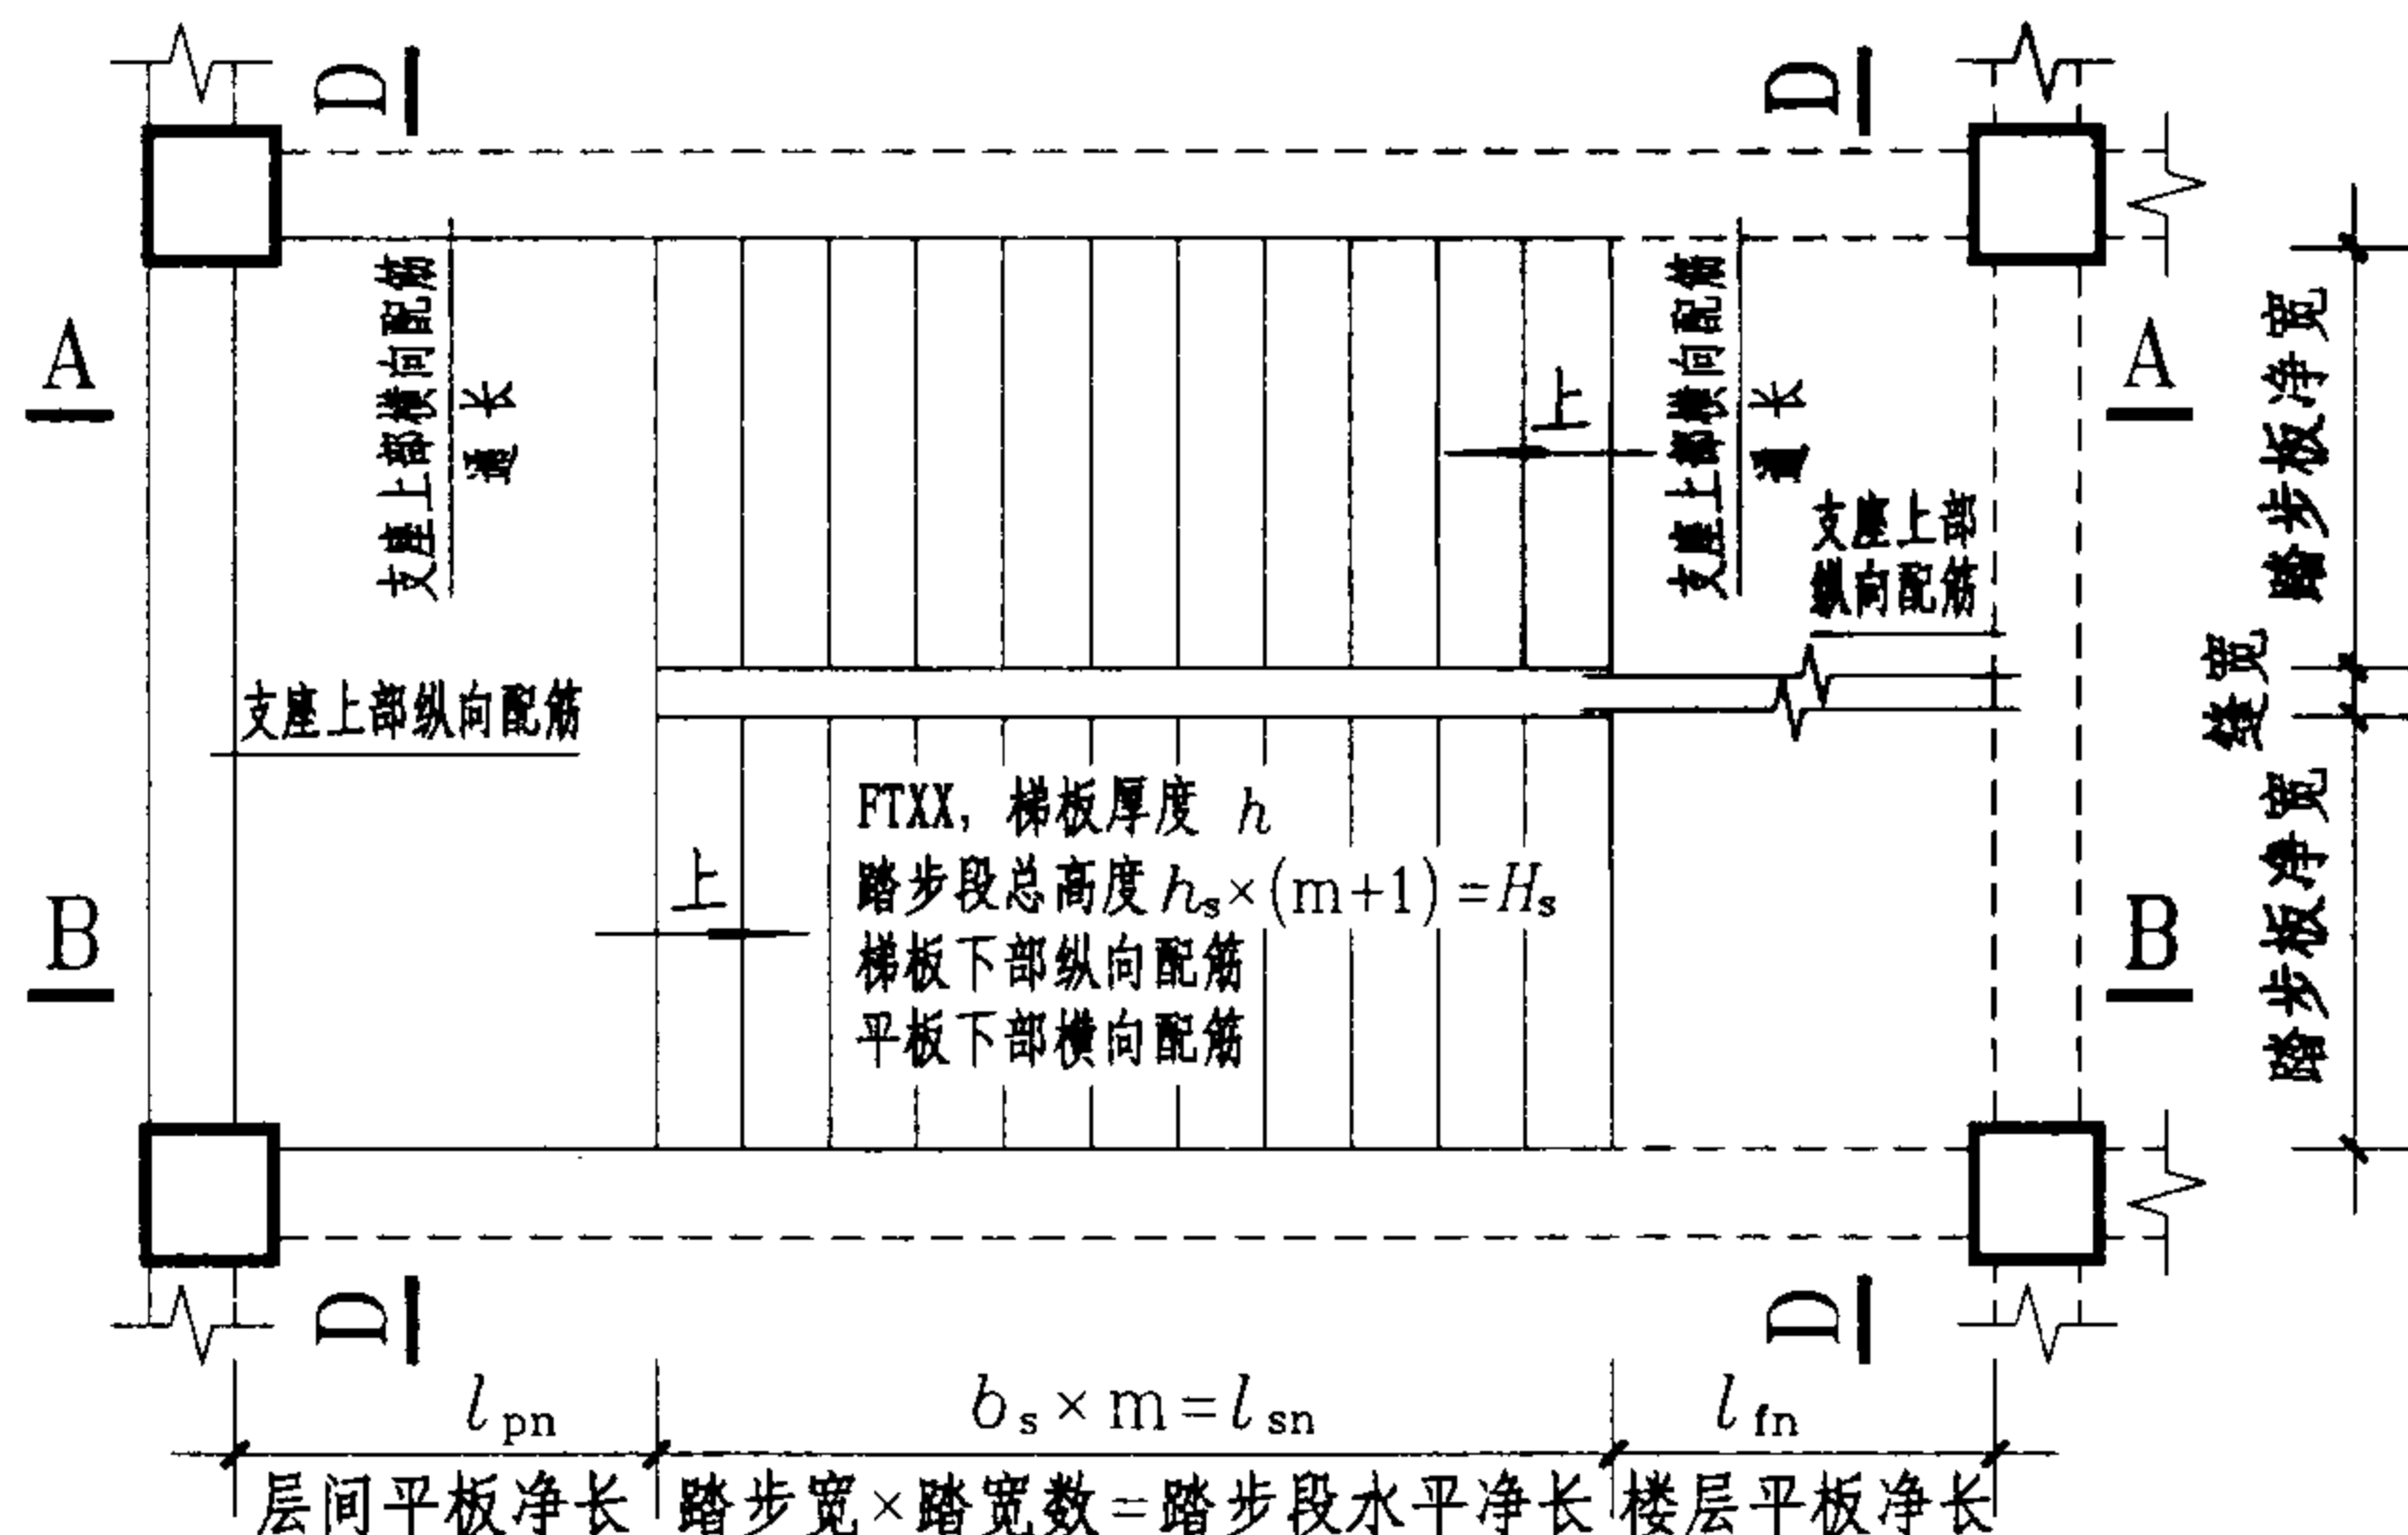 D
D
A
支座上部横向配筋
通长
上
支座上部横向配筋
通长
A
踏步板净宽
支座上部
纵向配筋
缝宽
支座上部纵向配筋
B
上
FTXX, 梯板厚度 h
踏步段总高度 hs×(m+1)=Hs
梯板下部纵向配筋
平板下部横向配筋
B
踏步板净宽
D
D
lpn
bs×m=lsn
lfn
层间平板净长
踏步宽×踏宽数=踏步段水平净长
楼层平板净长